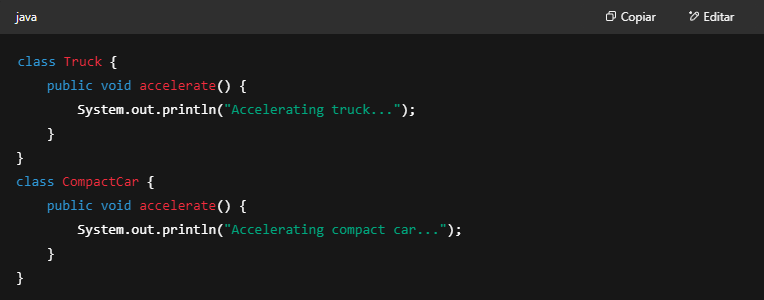 java Copiar Editar
class Truck {
    public void accelerate() {
        System.out.println("Accelerating truck...");
    }
}
class CompactCar {
    public void accelerate() {
        System.out.println("Accelerating compact car...");
    }
}